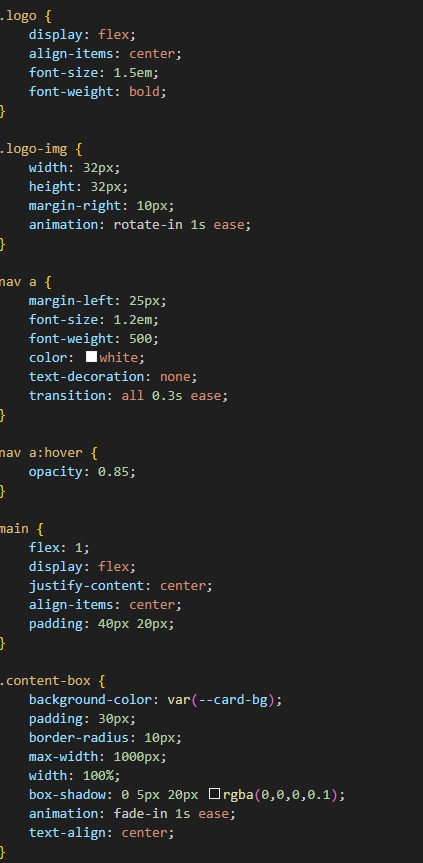 .logo {
    display: flex;
    align-items: center;
    font-size: 1.5em;
    font-weight: bold;
}

.logo-img {
    width: 32px;
    height: 32px;
    margin-right: 10px;
    animation: rotate-in 1s ease;
}

nav a {
    margin-left: 25px;
    font-size: 1.2em;
    font-weight: 500;
    color: white;
    text-decoration: none;
    transition: all 0.3s ease;
}

nav a:hover {
    opacity: 0.85;
}

main {
    flex: 1;
    display: flex;
    justify-content: center;
    align-items: center;
    padding: 40px 20px;
}

.content-box {
    background-color: var(--card-bg);
    padding: 30px;
    border-radius: 10px;
    max-width: 1000px;
    width: 100%;
    box-shadow: 0 5px 20px rgba(0,0,0,0.1);
    animation: fade-in 1s ease;
    text-align: center;
}